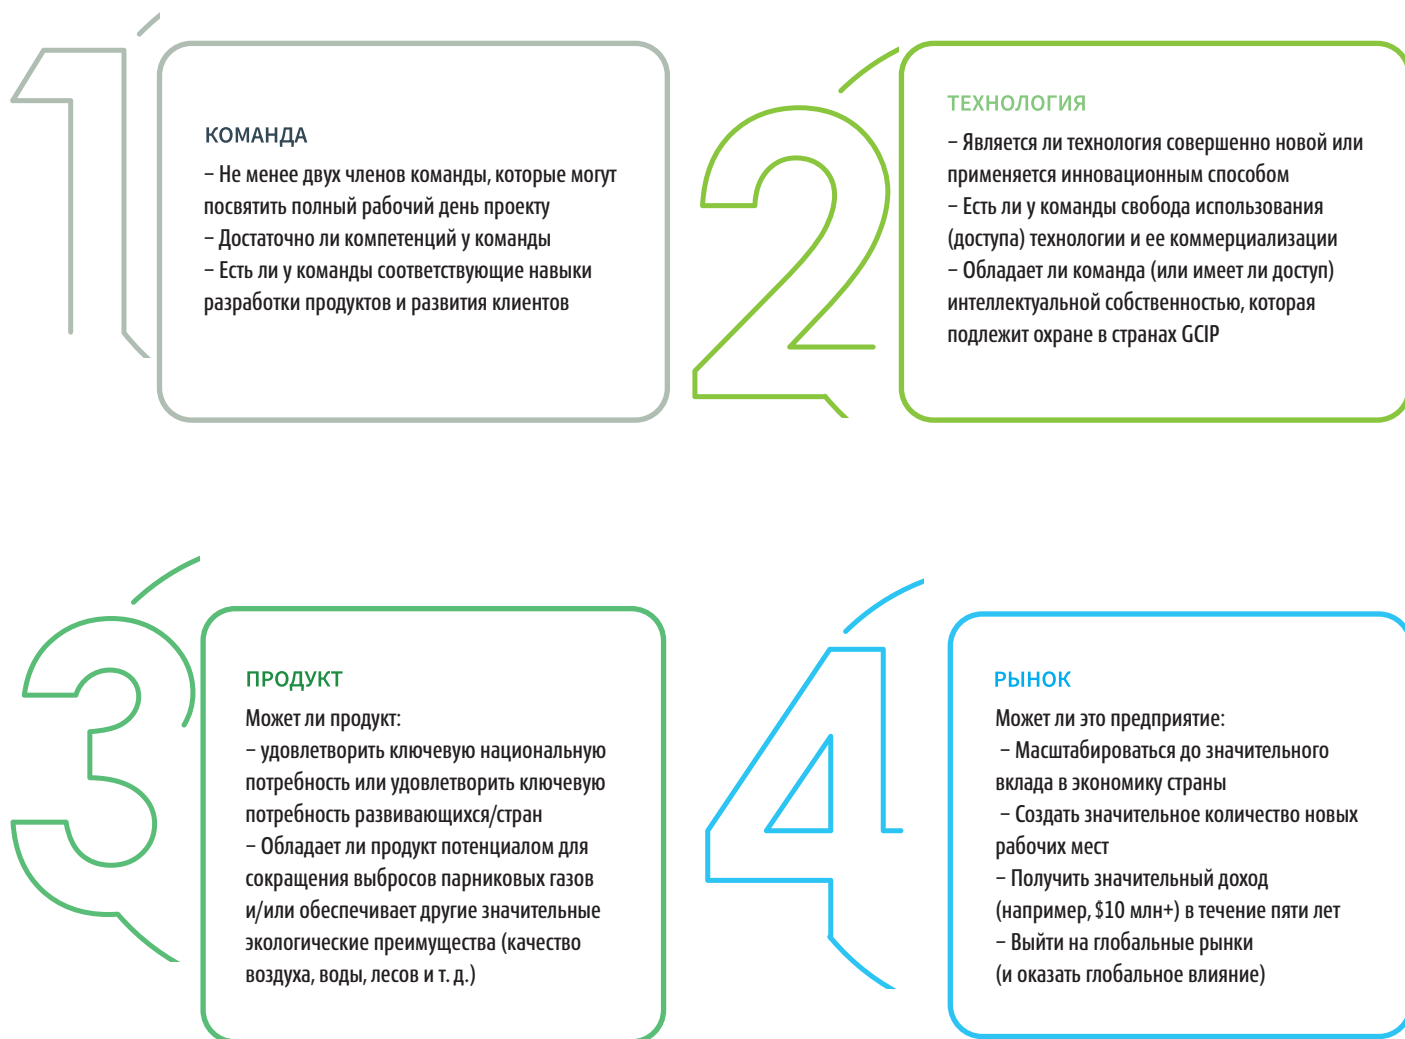 1
КОМАНДА
– Не менее двух членов команды, которые могут
посвятить полный рабочий день проекту
– Достаточно ли компетенций у команды
– Есть ли у команды соответствующие навыки
разработки продуктов и развития клиентов
2
ТЕХНОЛОГИЯ
– Является ли технология совершенно новой или
применяется инновационным способом
– Есть ли у команды свобода использования
(доступа) технологии и ее коммерциализации
– Обладает ли команда (или имеет ли доступ)
интеллектуальной собственностью, которая
подлежит охране в странах GCIP
3
ПРОДУКТ
Может ли продукт:
– удовлетворить ключевую национальную
потребность или удовлетворить ключевую
потребность развивающихся/стран
– Обладает ли продукт потенциалом для
сокращения выбросов парниковых газов
и/или обеспечивает другие значительные
экологические преимущества (качество
воздуха, воды, лесов и т. д.)
4
РЫНОК
Может ли это предприятие:
– Масштабироваться до значительного
вклада в экономику страны
– Создать значительное количество новых
рабочих мест
– Получить значительный доход
(например, $10 млн+) в течение пяти лет
– Выйти на глобальные рынки
(и оказать глобальное влияние)